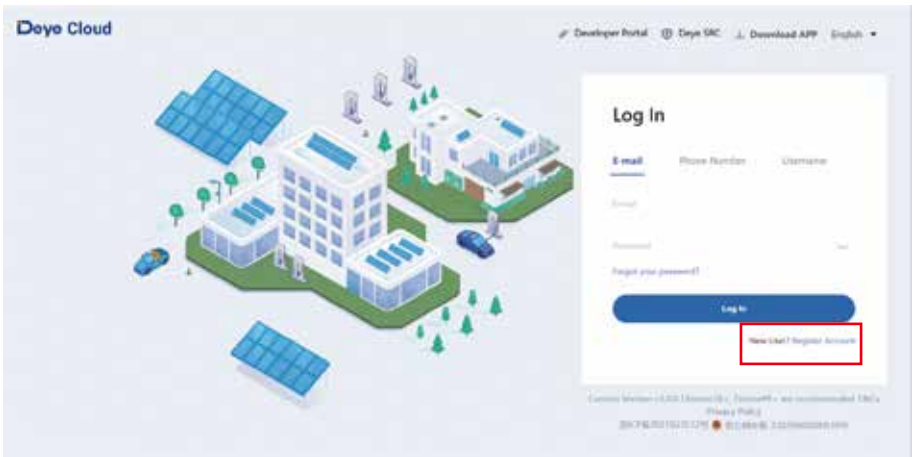 Deye Cloud
Developer Portal
Deye SRC
Download APP
English
Log In
E-mail
Phone Number
Username
E-mail
Password
Forgot your password?
Log In
New User? Register Account
Privacy Policy